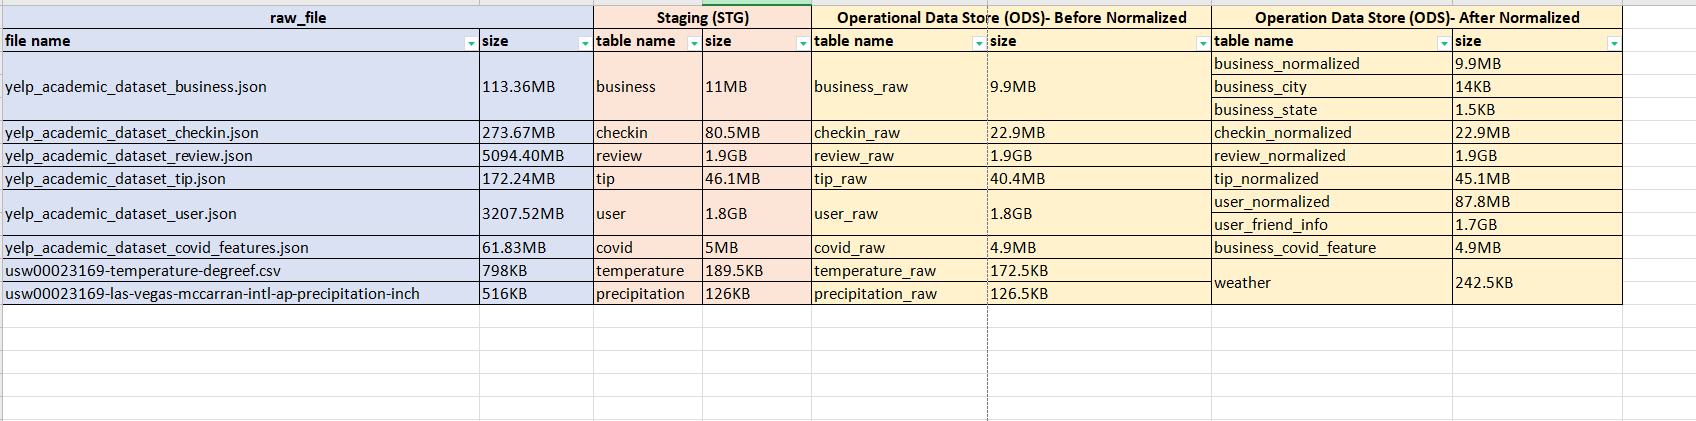 raw_file Staging (STG) Operational Data Store (ODS)- Before Normalized Operation Data Store (ODS)- After Normalized
file name size table name size table name size table name size
yelp_academic_dataset_business.json 113.36MB business 11MB business_raw 9.9MB business_normalized 9.9MB
business_city 14KB
business_state 1.5KB
yelp_academic_dataset_checkin.json 273.67MB checkin 80.5MB checkin_raw 22.9MB checkin_normalized 22.9MB
yelp_academic_dataset_review.json 5094.40MB review 1.9GB review_raw 1.9GB review_normalized 1.9GB
yelp_academic_dataset_tip.json 172.24MB tip 46.1MB tip_raw 40.4MB tip_normalized 45.1MB
yelp_academic_dataset_user.json 3207.52MB user 1.8GB user_raw 1.8GB user_normalized 87.8MB
user_friend_info 1.7GB
yelp_academic_dataset_covid_features.json 61.83MB covid 5MB covid_raw 4.9MB business_covid_feature 4.9MB
usw00023169-temperature-degreef.csv 798KB temperature 189.5KB temperature_raw 172.5KB weather 242.5KB
usw00023169-las-vegas-mccarran-intl-ap-precipitation-inch 516KB precipitation 126KB precipitation_raw 126.5KB